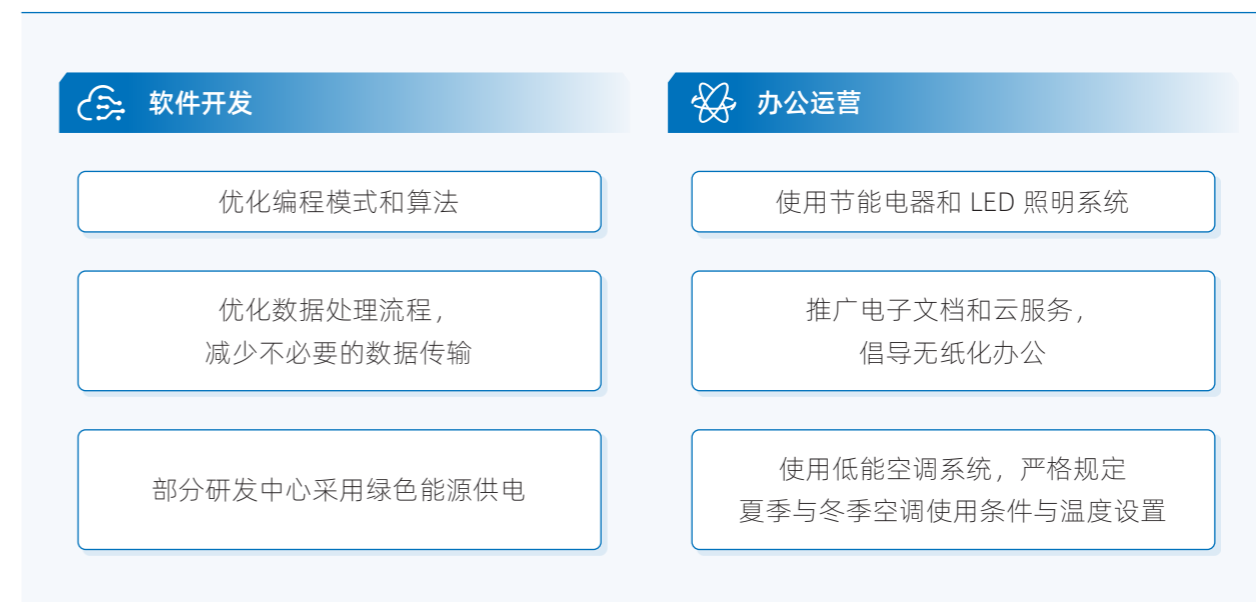 软件开发
优化编程模式和算法
优化数据处理流程，
减少不必要的数据传输
部分研发中心采用绿色能源供电
办公运营
使用节能电器和 LED 照明系统
推广电子文档和云服务，
倡导无纸化办公
使用低能空调系统，严格规定
夏季与冬季空调使用条件与温度设置